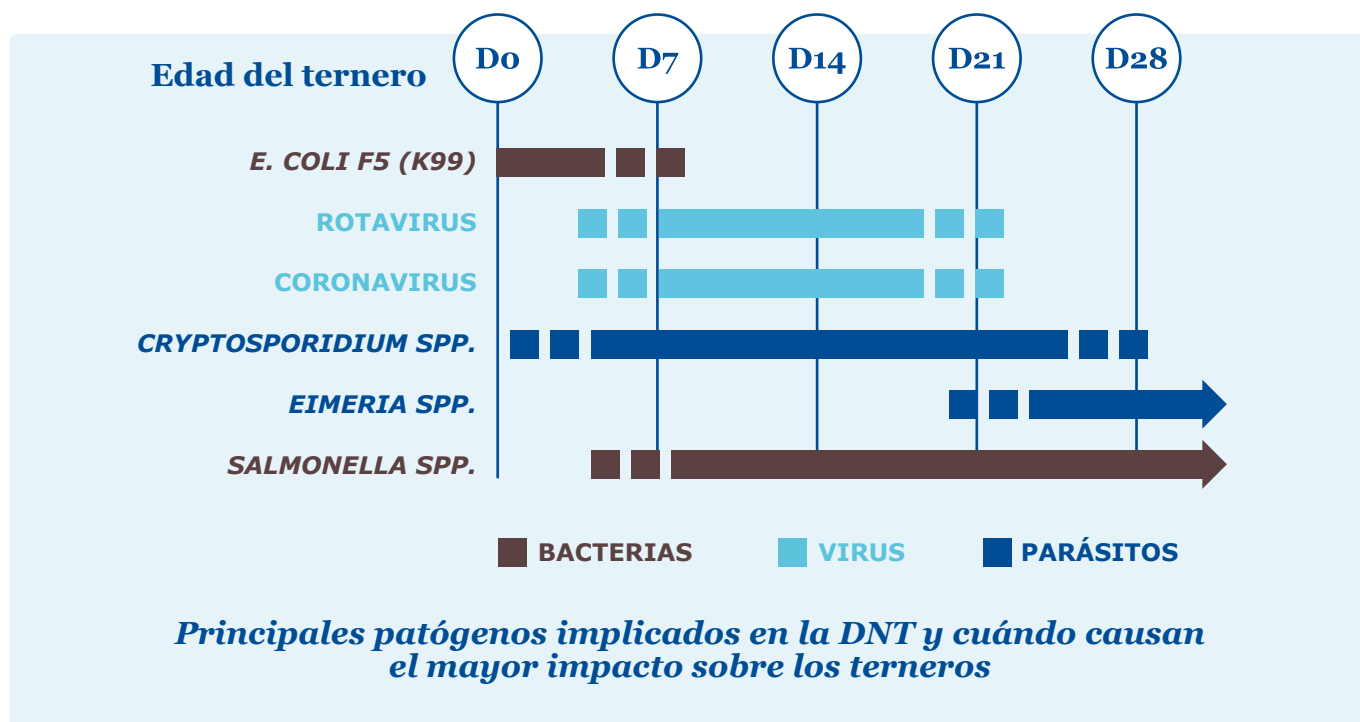 Edad del ternero
D0
D7
D14
D21
D28
E. COLI F5 (K99)
ROTAVIRUS
CORONAVIRUS
CRYPTOSPORIDIUM SPP.
EIMERIA SPP.
SALMONELLA SPP.
BACTERIAS
VIRUS
PARÁSITOS
Principales patógenos implicados en la DNT y cuándo causan
el mayor impacto sobre los terneros